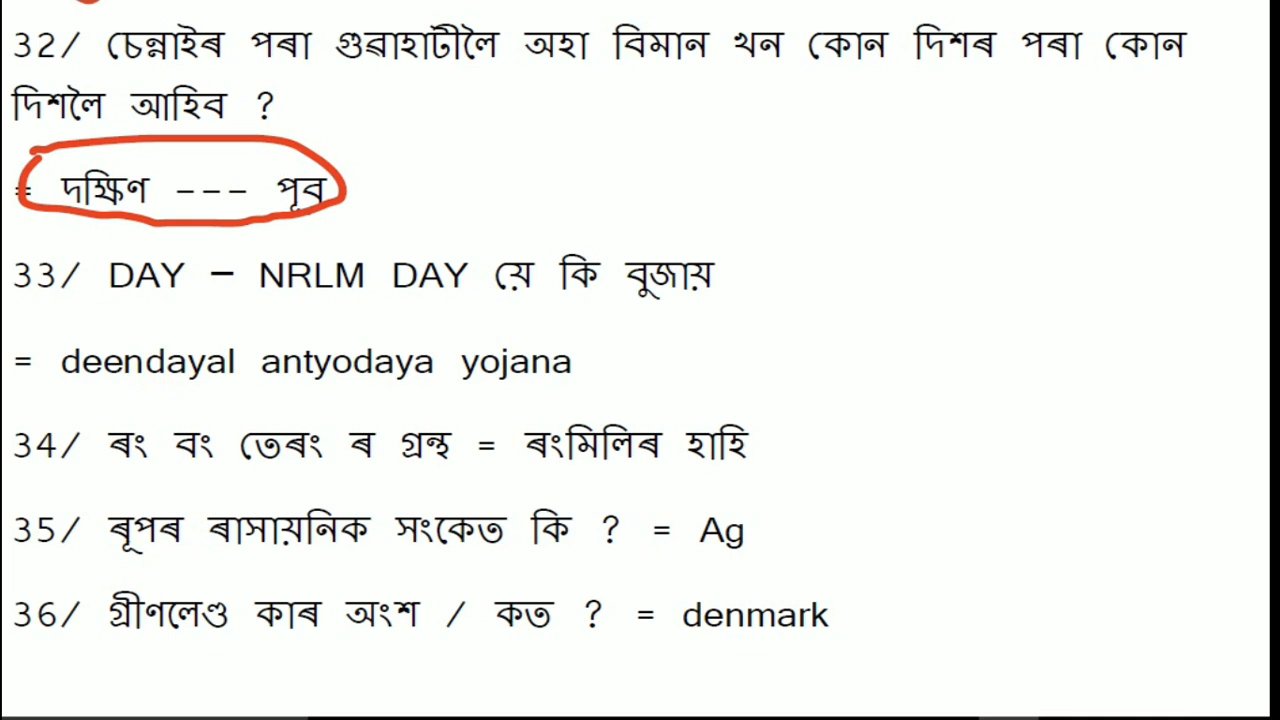 32/ চেন্নাইৰ পৰা গুৱাহাটীলৈ অহা বিমান খন কোন দিশৰ পৰা কোন
দিশলৈ আহিব ?
= দক্ষিণ --- পূব
33/ DAY – NRLM DAY য়ে কি বুজায়
= deendayal antyodaya yojana
34/ ৰং বং তেৰং ৰ গ্ৰন্থ = ৰংমিলিৰ হাহি
35/ ৰূপৰ ৰাসায়নিক সংকেত কি ? = Ag
36/ গ্ৰীণলেণ্ড কাৰ অংশ / কত ? = denmark